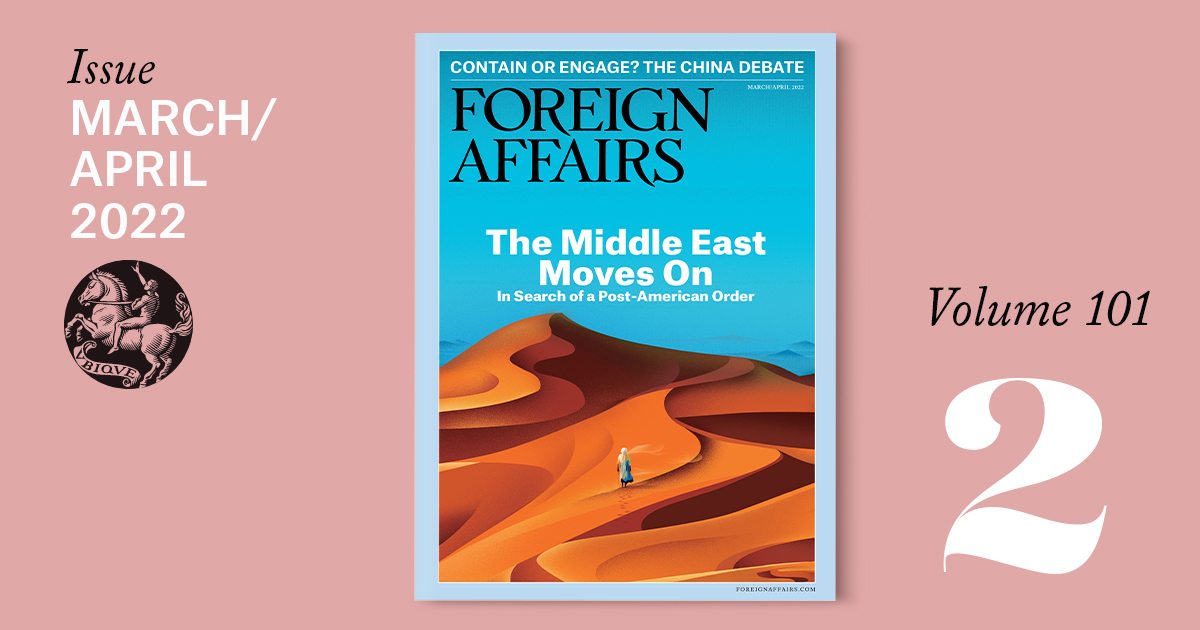 Issue
MARCH/
APRIL
2022
VBIQVE
CONTAIN OR ENGAGE? THE CHINA DEBATE
MARCH/APRIL 2022
FOREIGN
AFFAIRS
The Middle East
Moves On
In Search of a Post-American Order
FOREIGNAFFAIRS.COM
Volume 101
2